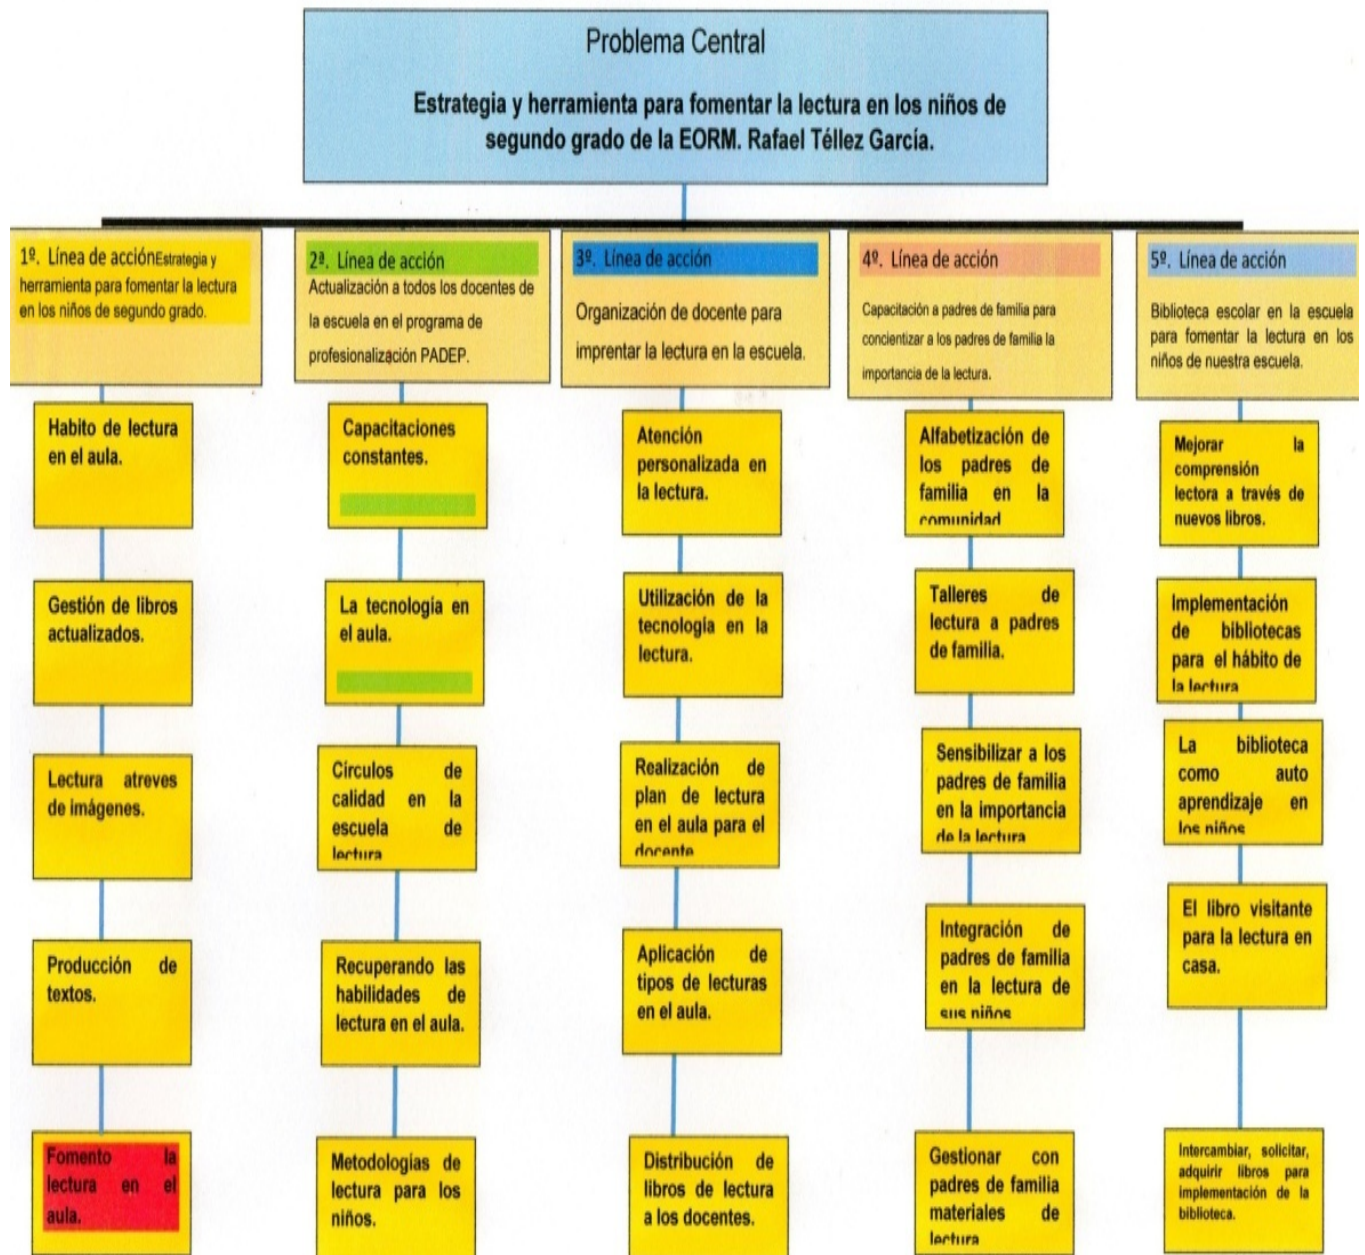 Problema Central
Estrategia y herramienta para fomentar la lectura en los niños de
segundo grado de la EORM. Rafael Téllez García.
1º. Línea de acción Estrategia y
herramienta para fomentar la lectura
en los niños de segundo grado.
Habito de lectura
en el aula.
Gestión de libros
actualizados.
Lectura atreves
de imágenes.
Producción de
textos.
Fomento la
lectura en el
aula.
2ª. Línea de acción
Actualización a todos los docentes de
la escuela en el programa de
profesionalización PADEP.
Capacitaciones
constantes.
La tecnología en
el aula.
Círculos de
calidad en la
escuela de
lectura
Recuperando las
habilidades de
lectura en el aula.
Metodologías de
lectura para los
niños.
3º. Línea de acción
Organización de docente para
imprentar la lectura en la escuela.
Atención
personalizada en
la lectura.
Utilización de la
tecnología en la
lectura.
Realización de
plan de lectura
en el aula para el
docente
Aplicación de
tipos de lecturas
en el aula.
Distribución de
libros de lectura
a los docentes.
4º. Línea de acción
Capacitación a padres de familia para
concientizar a los padres de familia la
importancia de la lectura.
Alfabetización de
los padres de
familia en la
comunidad
Talleres de
lectura a padres
de familia.
Sensibilizar a los
padres de familia
en la importancia
de la lectura
Integración de
padres de familia
en la lectura de
sus niños
Gestionar con
padres de familia
materiales de
lectura
5º. Línea de acción
Biblioteca escolar en la escuela
para fomentar la lectura en los
niños de nuestra escuela.
Mejorar la
comprensión
lectora a través de
nuevos libros.
Implementación
de bibliotecas
para el hábito de
la lectura
La biblioteca
como auto
aprendizaje en
los niños
El libro visitante
para la lectura en
casa.
Intercambiar, solicitar,
adquirir libros para
implementación de la
biblioteca.